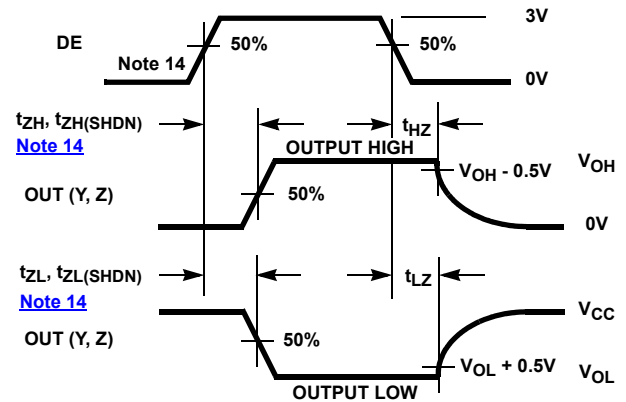 3V
DE
50%
50%
Note 14
0V
tZH, tZH(SHDN)
tHZ
Note 14
OUTPUT HIGH
VOH - 0.5V
VOH
OUT (Y, Z)
50%
0V
tZL, tZL(SHDN)
tLZ
Note 14
VCC
OUT (Y, Z)
50%
VOL + 0.5V
VOL
OUTPUT LOW